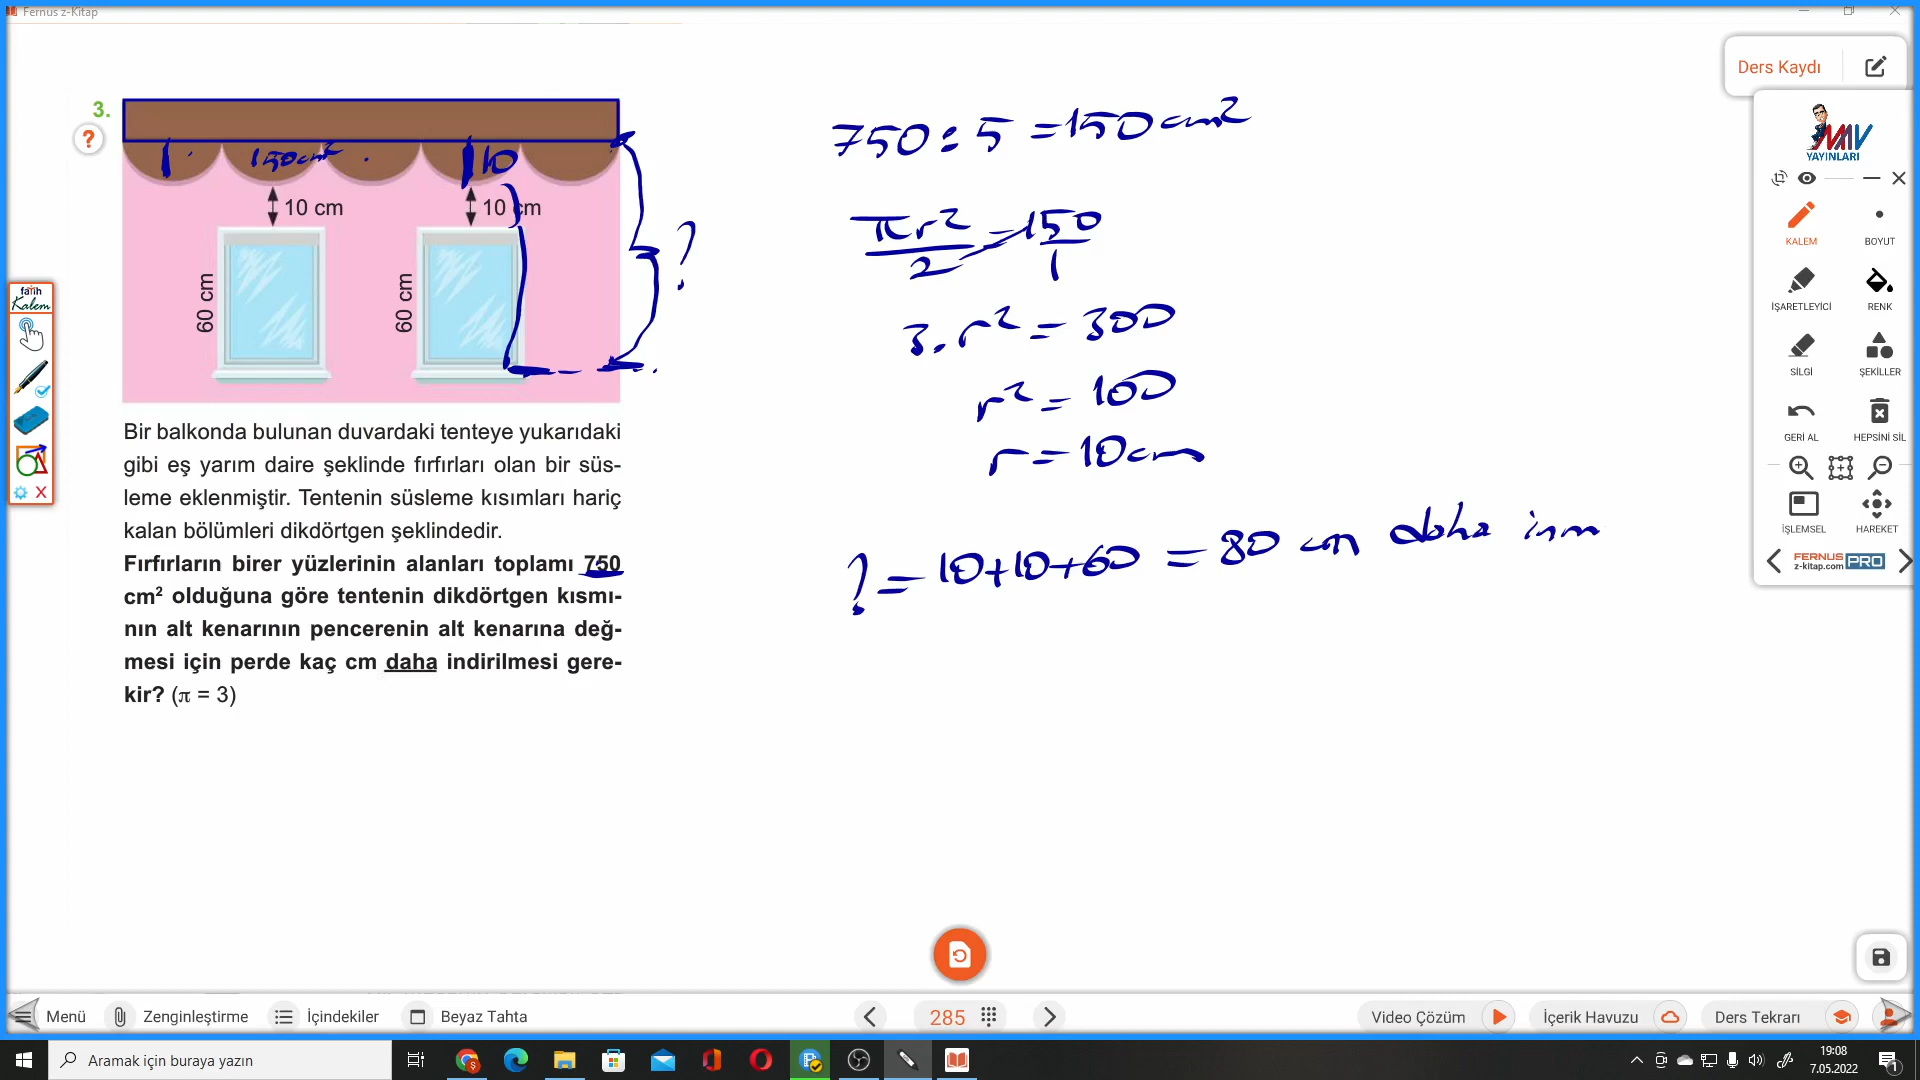 Fernus z-Kitap
Ders Kaydı
3.
?
150cm²
10
10 cm
10 cm
60 cm
60 cm
?
Bir balkonda bulunan duvardaki tenteye yukarıdaki
gibi eş yarım daire şeklinde fırfırları olan bir süs-
leme eklenmiştir. Tentenin süsleme kısımları hariç
kalan bölümleri dikdörtgen şeklindedir.
Fırfırların birer yüzlerinin alanları toplamı 750
cm² olduğuna göre tentenin dikdörtgen kısmı-
nın alt kenarının pencerenin alt kenarına değ-
mesi için perde kaç cm daha indirilmesi gere-
kir? (π = 3)
750 : 5 = 150 cm²
πr²/2 = 150/1
3.r² = 300
r² = 100
r = 10cm
? = 10+10+60 = 80 cm daha inm
fatih
Kalem
MAV
YAYINLARI
KALEM
BOYUT
İŞARETLEYİCİ
RENK
SİLGİ
ŞEKİLLER
GERİ AL
HEPSİNİ SİL
İŞLEMSEL
HAREKET
FERNUS
z-kitap.com PRO
Menü
Zenginleştirme
İçindekiler
Beyaz Tahta
285
Video Çözüm
İçerik Havuzu
Ders Tekrarı
Aramak için buraya yazın
19:08
7.05.2022
1